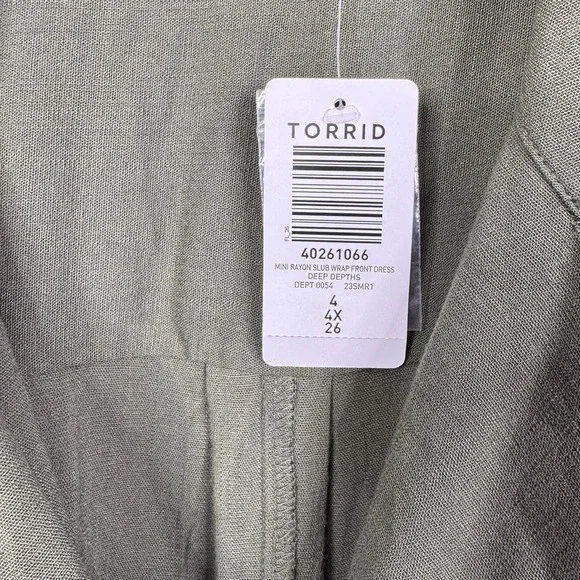 TORRID
40261066
MINI RAYON SLUB WRAP FRONT DRESS
DEEP DEPTHS
DEPT 0054 23SMR1
4
4X
26